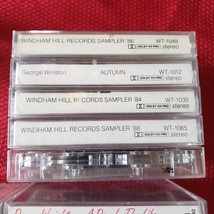 WINDHAM HILL RECORDS SAMPLER '86 WT-1048
DOLBY HX PRO stereo
George Winston AUTUMN WT-1012
DOLBY HX PRO stereo
WINDHAM HILL RECORDS SAMPLER '84 WT-1035
DOLBY HX PRO stereo
WINDHAM HILL RECORDS SAMPLER '88 WT-1065
DOLBY HX PRO stereo